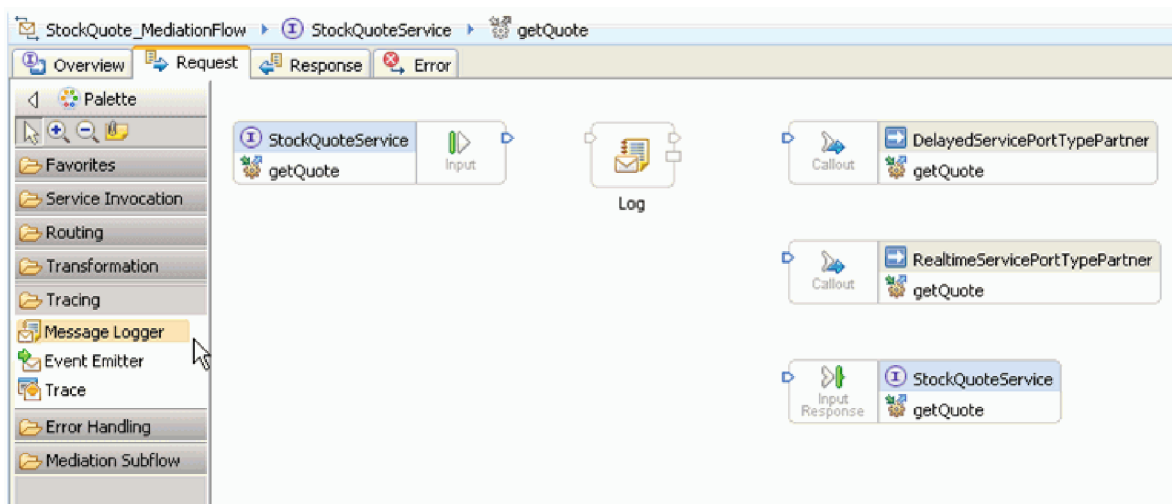 StockQuote_MediationFlow StockQuoteService getQuote
Overview Request Response Error
Palette
Favorites
Service Invocation
Routing
Transformation
Tracing
Message Logger
Event Emitter
Trace
Error Handling
Mediation Subflow
StockQuoteService
getQuote
Input
Log
Callout
DelayedServicePortTypePartner
getQuote
Callout
RealtimeServicePortTypePartner
getQuote
Input
Response
StockQuoteService
getQuote